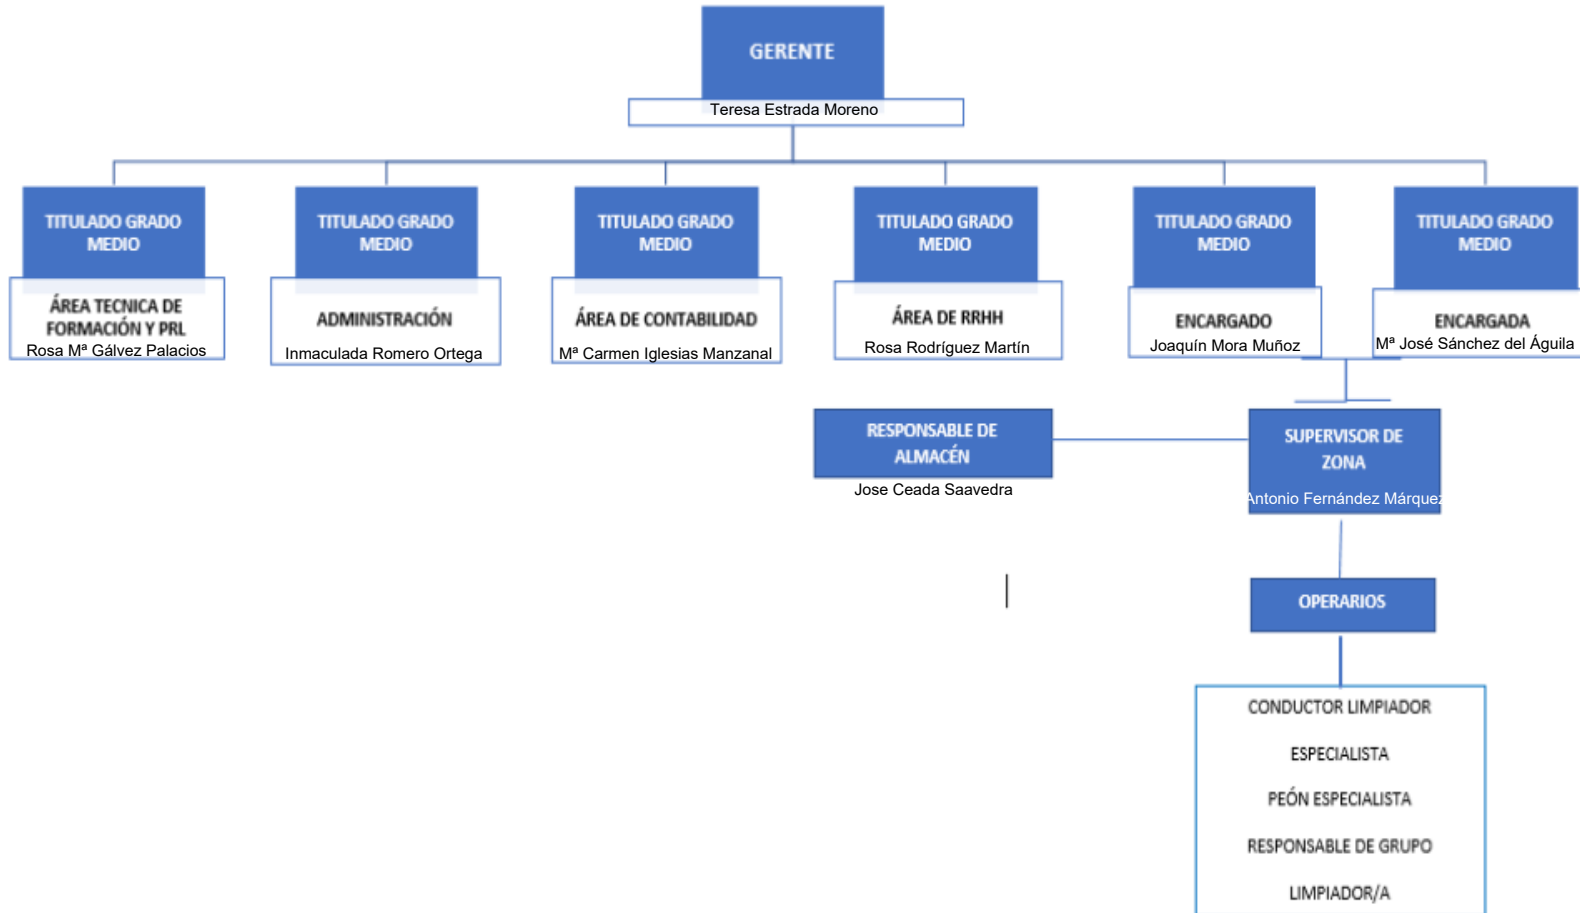 GERENTE
Teresa Estrada Moreno
TITULADO GRADO
MEDIO
ÁREA TECNICA DE
FORMACIÓN Y PRL
Rosa Mª Gálvez Palacios
TITULADO GRADO
MEDIO
ADMINISTRACIÓN
Inmaculada Romero Ortega
TITULADO GRADO
MEDIO
ÁREA DE CONTABILIDAD
Mª Carmen Iglesias Manzanal
TITULADO GRADO
MEDIO
ÁREA DE RRHH
Rosa Rodríguez Martín
TITULADO GRADO
MEDIO
ENCARGADO
Joaquín Mora Muñoz
TITULADO GRADO
MEDIO
ENCARGADA
Mª José Sánchez del Águila
RESPONSABLE DE
ALMACÉN
Jose Ceada Saavedra
SUPERVISOR DE
ZONA
Antonio Fernández Márquez
OPERARIOS
CONDUCTOR LIMPIADOR
ESPECIALISTA
PEÓN ESPECIALISTA
RESPONSABLE DE GRUPO
LIMPIADOR/A